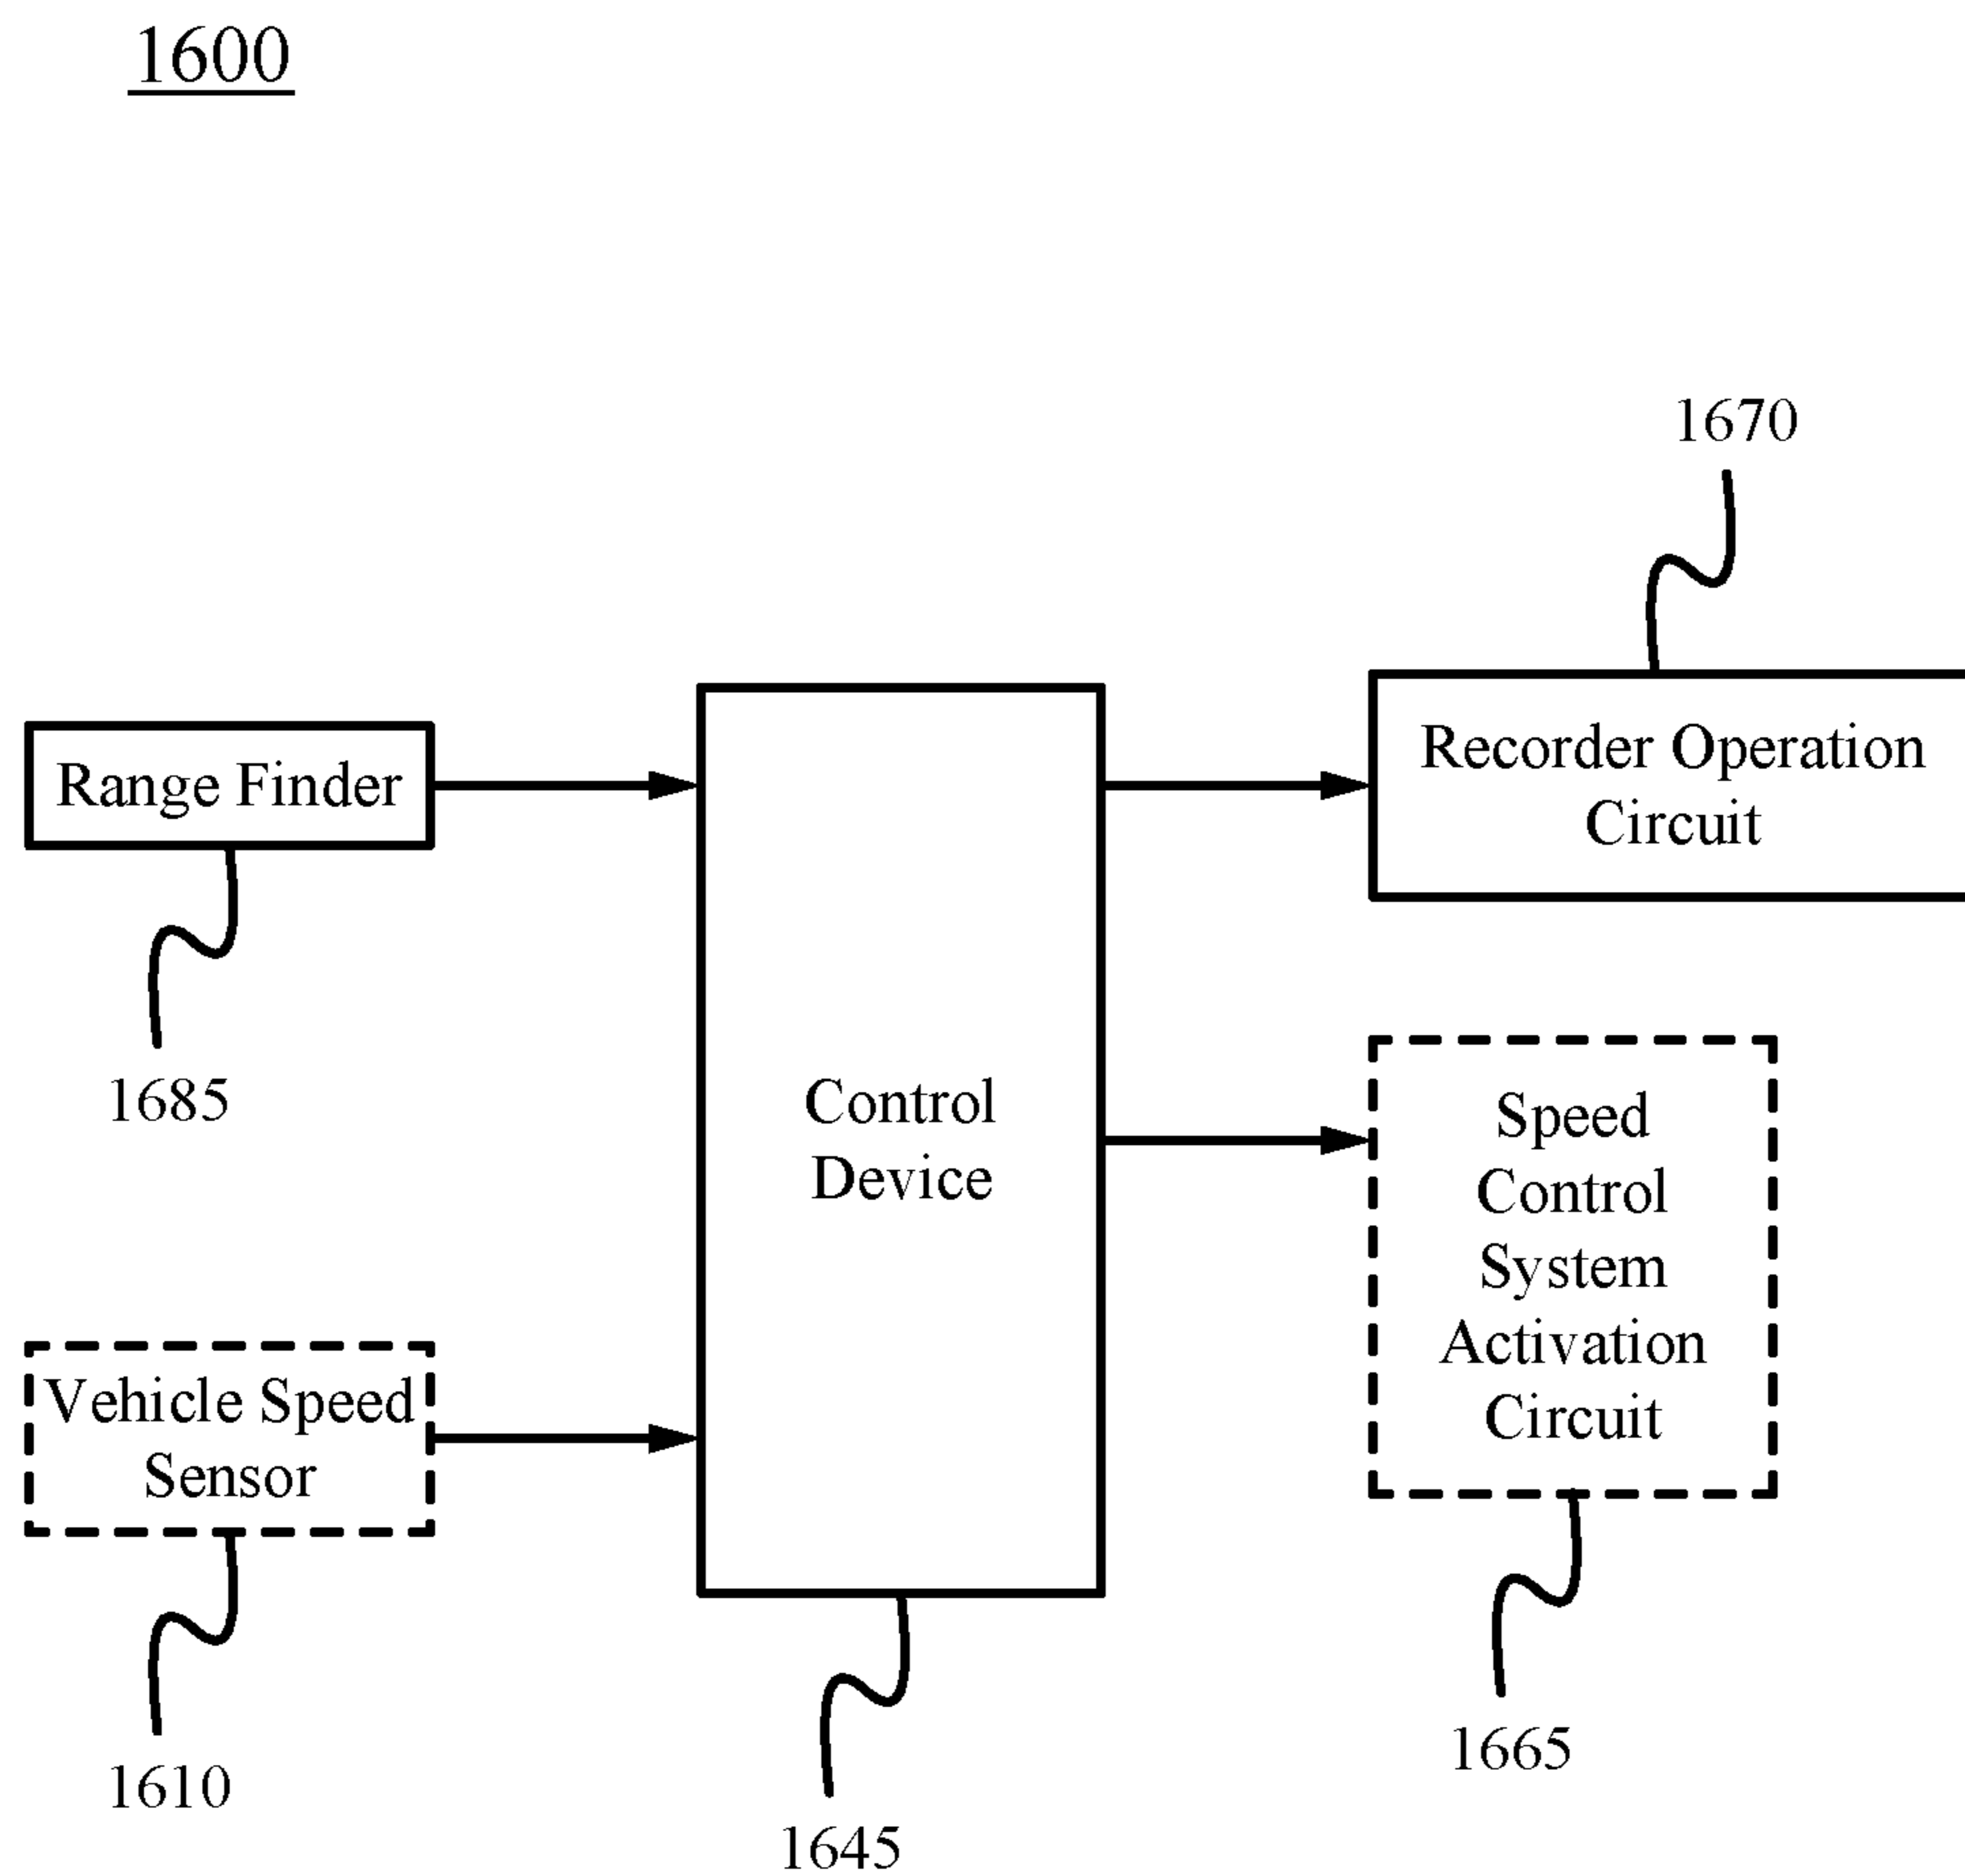 1600
1670
Recorder Operation
Circuit
Range Finder
1685
Control
Device
Speed
Control
System
Activation
Circuit
Vehicle Speed
Sensor
1610
1645
1665